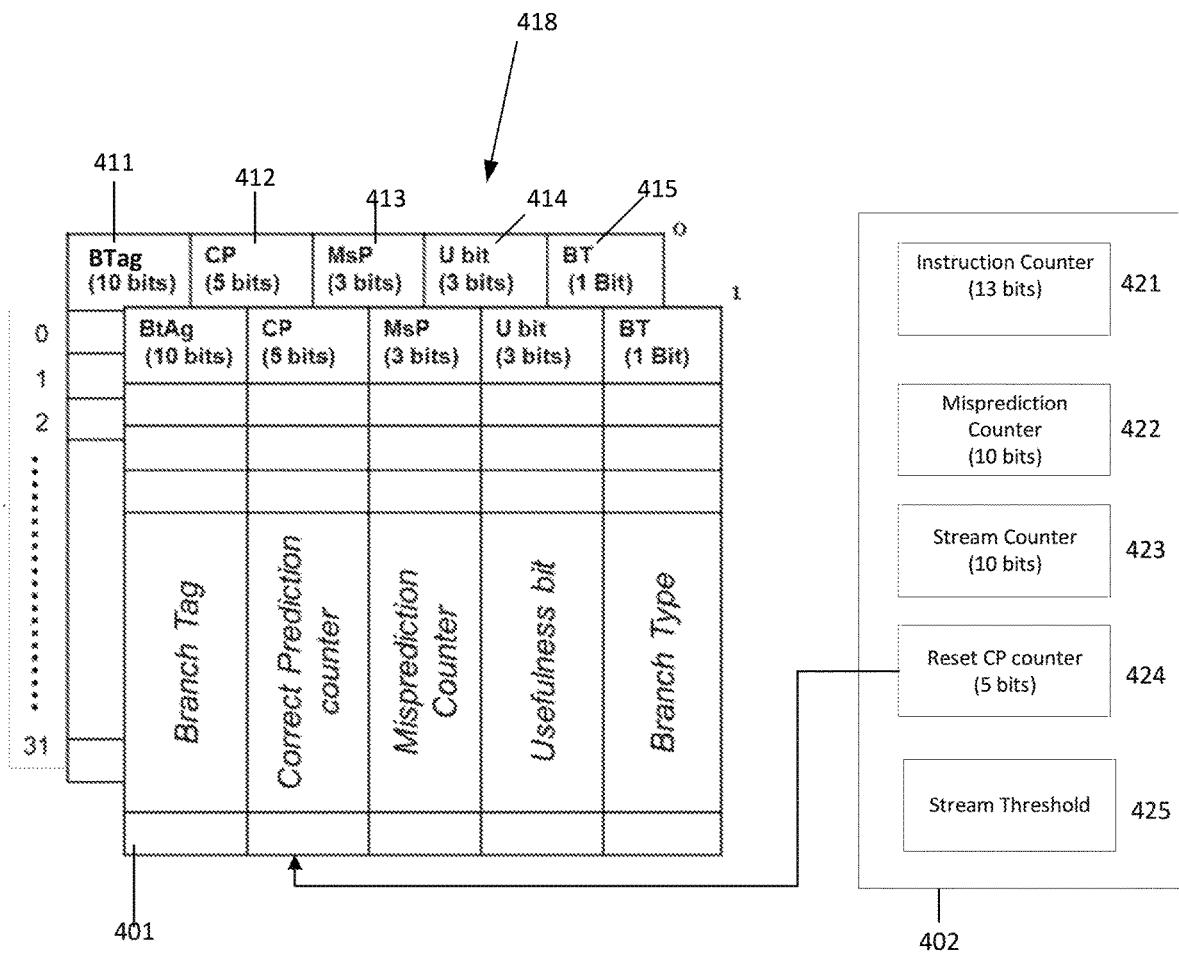 418
411
412
413
414
415
0
BTag
(10 bits)
CP
(5 bits)
MsP
(3 bits)
U bit
(3 bits)
BT
(1 Bit)
1
BtAg
(10 bits)
CP
(5 bits)
MsP
(3 bits)
U bit
(3 bits)
BT
(1 Bit)
0
1
2
31
Branch Tag
Correct Prediction
counter
Misprediction
Counter
Usefulness bit
Branch Type
401
Instruction Counter
(13 bits)
421
Misprediction
Counter
(10 bits)
422
Stream Counter
(10 bits)
423
Reset CP counter
(5 bits)
424
Stream Threshold
425
402